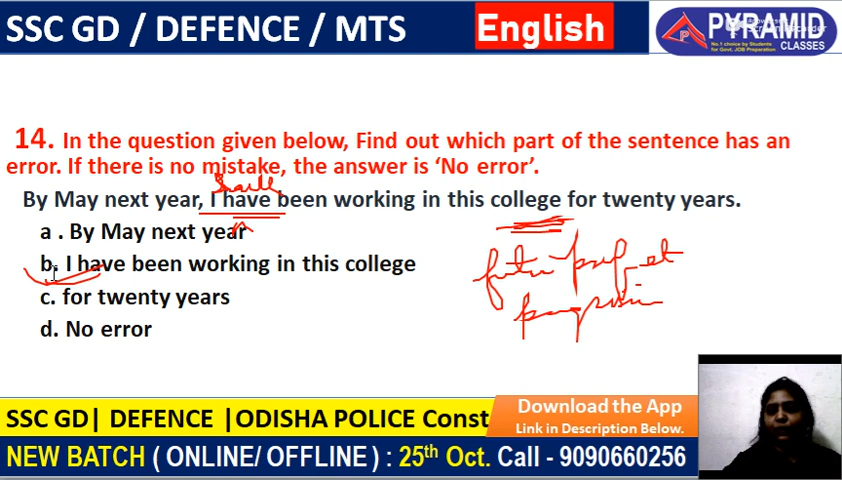 SSC GD / DEFENCE / MTS
English
PYRAMID
CLASSES
No.1 choice by Students
for Govt. JOB Preparation
14. In the question given below, Find out which part of the sentence has an
error. If there is no mistake, the answer is ‘No error’.
shall
By May next year, I have been working in this college for twenty years.
a . By May next year
b. I have been working in this college
c. for twenty years
d. No error
SSC GD| DEFENCE |ODISHA POLICE Const
Download the App
Link in Description Below.
NEW BATCH ( ONLINE/ OFFLINE ) : 25th Oct. Call - 9090660256